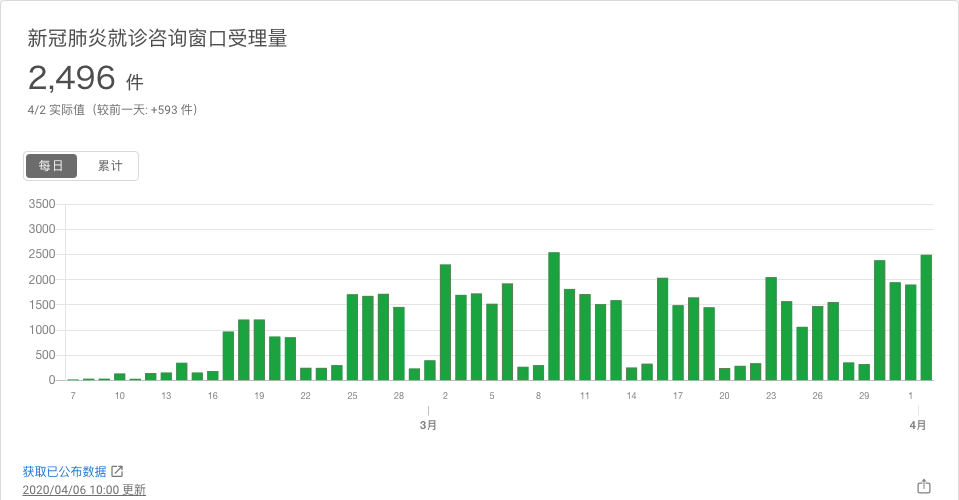 新冠肺炎就诊咨询窗口受理量
2,496 件
4/2 实际值（较前一天: +593 件）
每日 累计
3500
3000
2500
2000
1500
1000
500
0
7 10 13 16 19 22 25 28 2 5 8 11 14 17 20 23 26 29 1
3月 4月
获取已公布数据
2020/04/06 10:00 更新